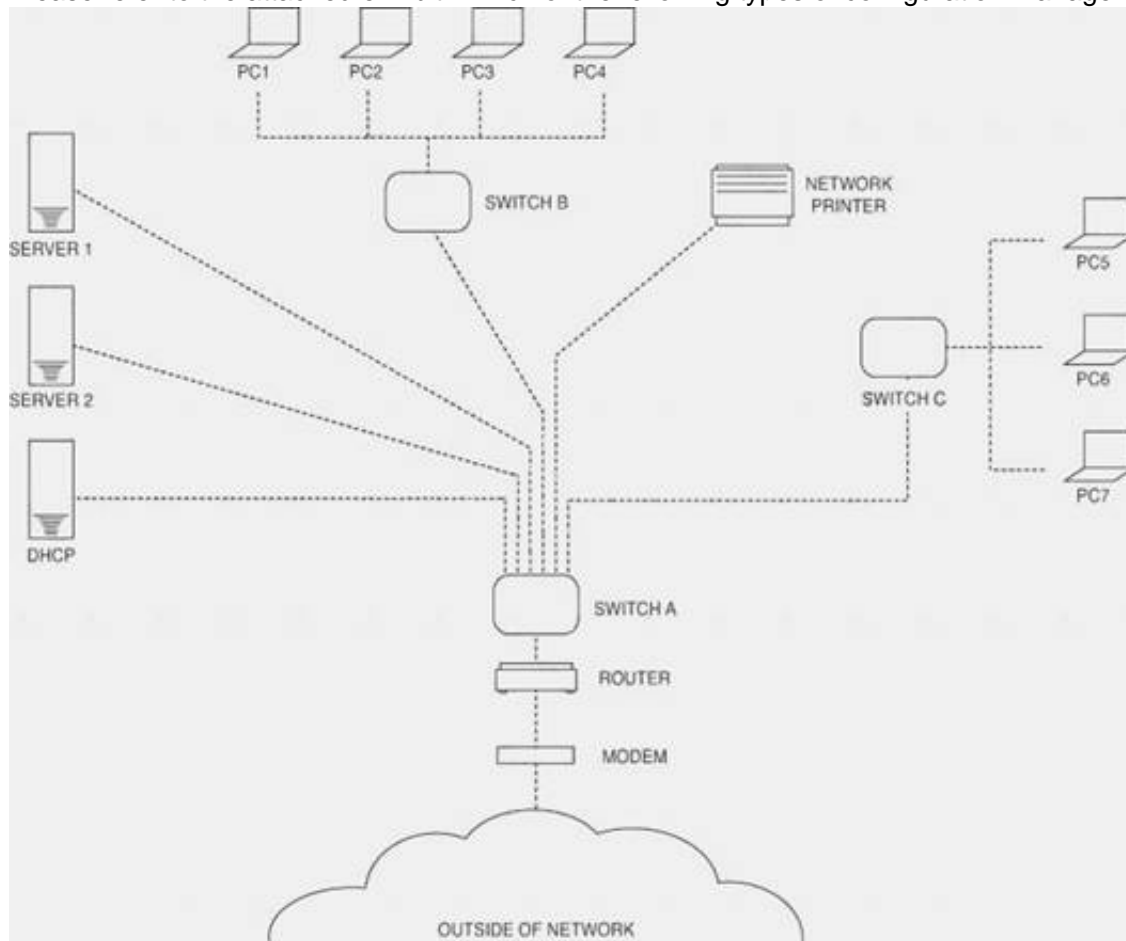 PC1
PC2
PC3
PC4
SERVER 1
SWITCH B
NETWORK
PRINTER
PC5
SERVER 2
SWITCH C
PC6
PC7
DHCP
SWITCH A
ROUTER
MODEM
OUTSIDE OF NETWORK